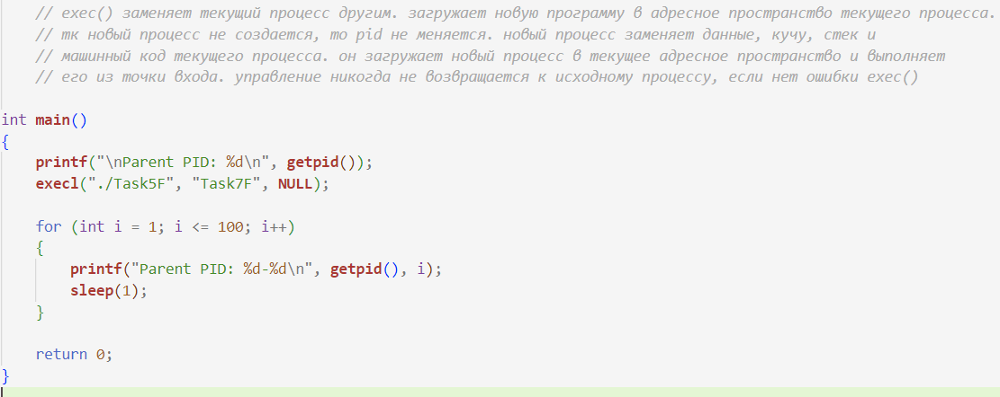 // exec() заменяет текущий процесс другим. загружает новую программу в адресное пространство текущего процесса.
// тк новый процесс не создается, то pid не меняется. новый процесс заменяет данные, кучу, стек и
// машинный код текущего процесса. он загружает новый процесс в текущее адресное пространство и выполняет
// его из точки входа. управление никогда не возвращается к исходному процессу, если нет ошибки exec()
int main()
{
printf("\nParent PID: %d\n", getpid());
execl("./Task5F", "Task7F", NULL);
for (int i = 1; i <= 100; i++)
{
printf("Parent PID: %d-%d\n", getpid(), i);
sleep(1);
}
return 0;
}